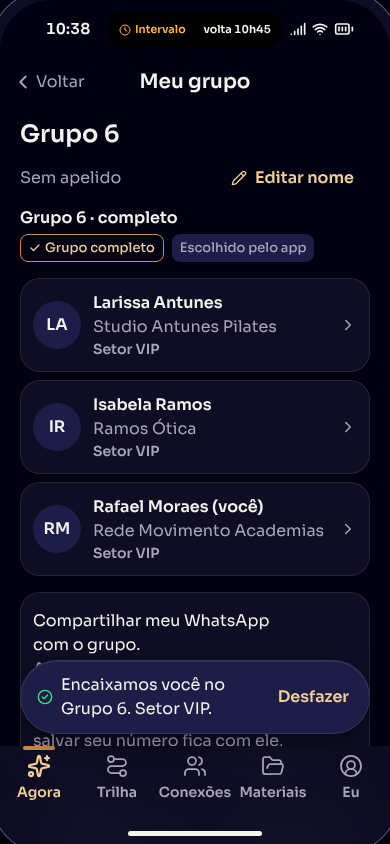 10:38
Intervalo volta 10h45
Voltar
Meu grupo
Grupo 6
Sem apelido
Editar nome
Grupo 6 · completo
Grupo completo
Escolhido pelo app
LA
Larissa Antunes
Studio Antunes Pilates
Setor VIP
IR
Isabela Ramos
Ramos Ótica
Setor VIP
RM
Rafael Moraes (você)
Rede Movimento Academias
Setor VIP
Compartilhar meu WhatsApp
com o grupo.
Encaixamos você no
Grupo 6. Setor VIP.
Desfazer
salvar seu número fica com ele.
Agora
Trilha
Conexões
Materiais
Eu